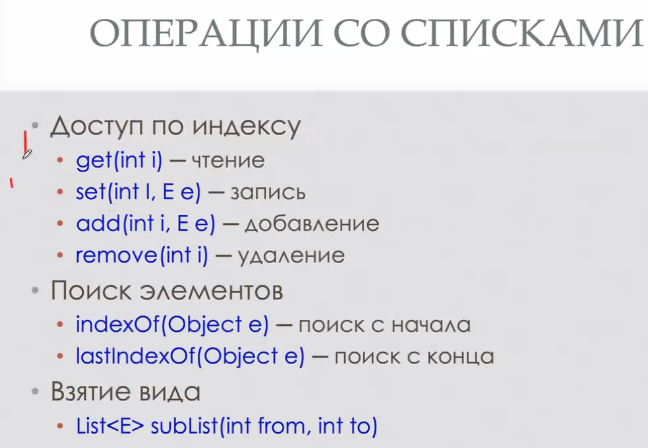 ОПЕРАЦИИ СО СПИСКАМИ
• Доступ по индексу
• get(int i) — чтение
• set(int I, E e) — запись
• add(int i, E e) — добавление
• remove(int i) — удаление
• Поиск элементов
• indexOf(Object e) — поиск с начала
• lastIndexOf(Object e) — поиск с конца
• Взятие вида
• List<E> subList(int from, int to)